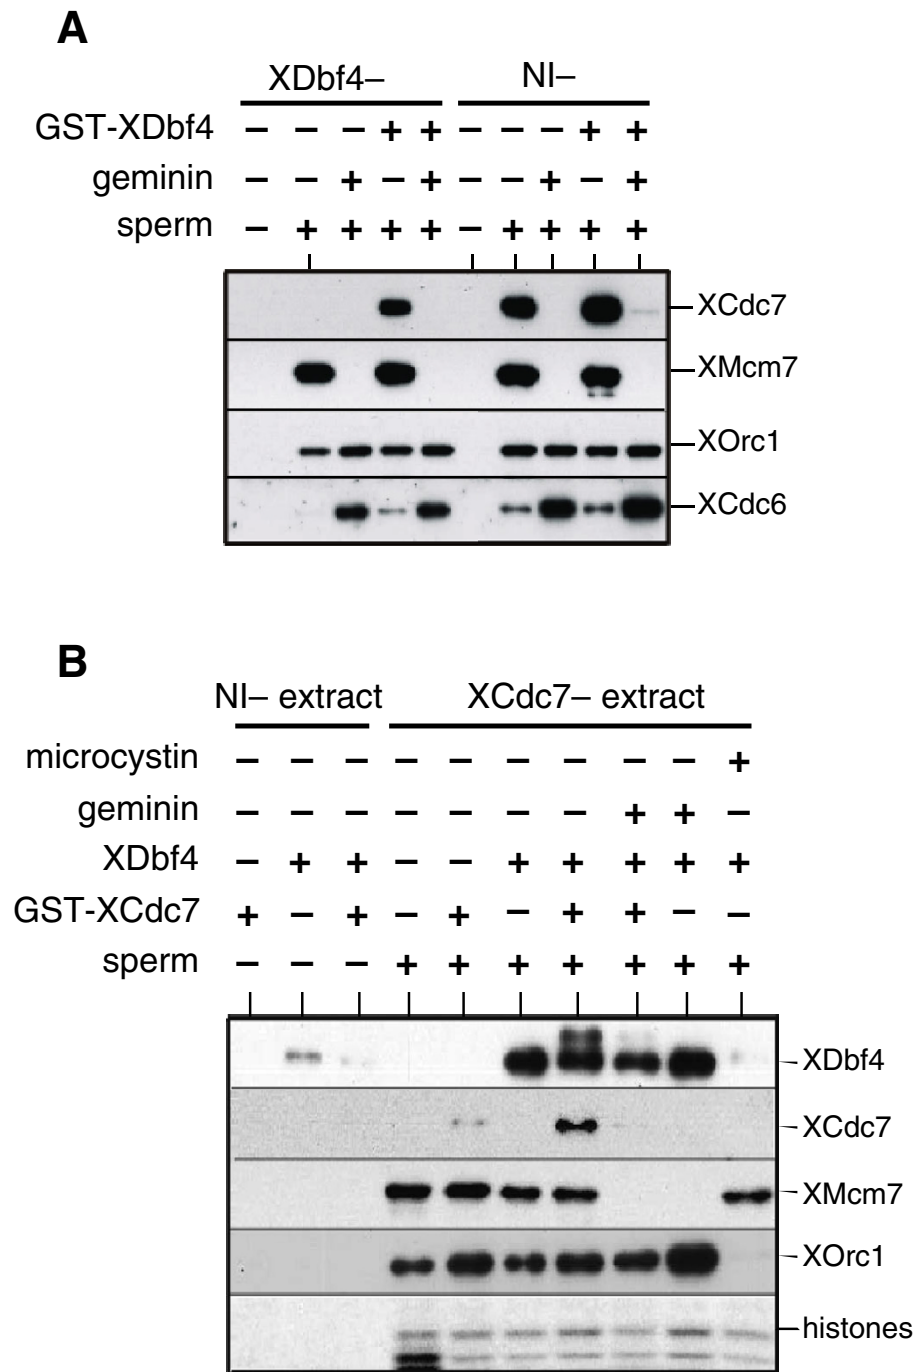 A
XDbf4– NI–
GST-XDbf4 – – – + + – – – + +
geminin – – + – + – – + – +
sperm – + + + + – + + + +
XCdc7
XMcm7
XOrc1
XCdc6
B
NI– extract XCdc7– extract
microcystin – – – – – – – – – +
geminin – – – – – – – + + –
XDbf4 – + + – – + + + + +
GST-XCdc7 + – + – + – + + – –
sperm – – – + + + + + + +
XDbf4
XCdc7
XMcm7
XOrc1
histones